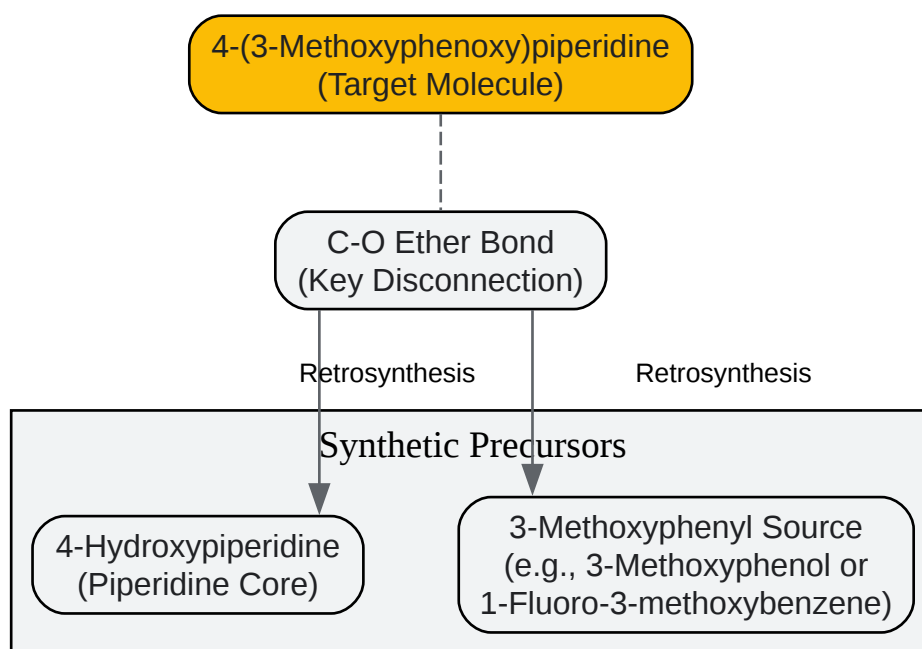 4-(3-Methoxyphenoxy)piperidine
(Target Molecule)
C-O Ether Bond
(Key Disconnection)
Retrosynthesis
Retrosynthesis
Synthetic Precursors
4-Hydroxypiperidine
(Piperidine Core)
3-Methoxyphenyl Source
(e.g., 3-Methoxyphenol or
1-Fluoro-3-methoxybenzene)